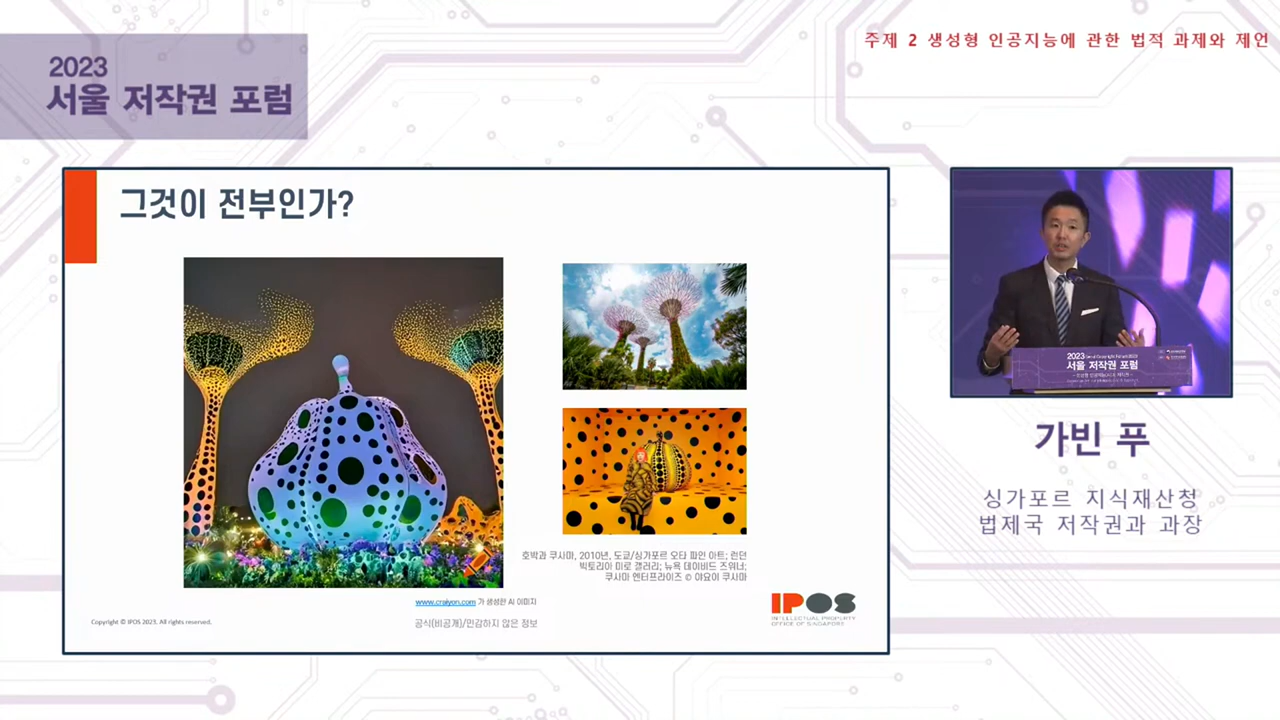 주제 2 생성형 인공지능에 관한 법적 과제와 제언
2023
서울 저작권 포럼
그것이 전부인가?
호박과 쿠사마, 2010년, 도쿄/싱가포르 오타 파인 아트; 런던
빅토리아 미로 갤러리; 뉴욕 데이비드 즈워너;
쿠사마 엔터프라이즈 © 야요이 쿠사마
www.craiyon.com 가 생성한 AI 이미지
공식(비공개)/민감하지 않은 정보
Copyright © IPOS 2023. All rights reserved.
IPOS
INTELLECTUAL PROPERTY
OFFICE OF SINGAPORE
2023 Seoul Copyright Forum 2023
서울 저작권 포럼
가빈 푸
싱가포르 지식재산청
법제국 저작권과 과장